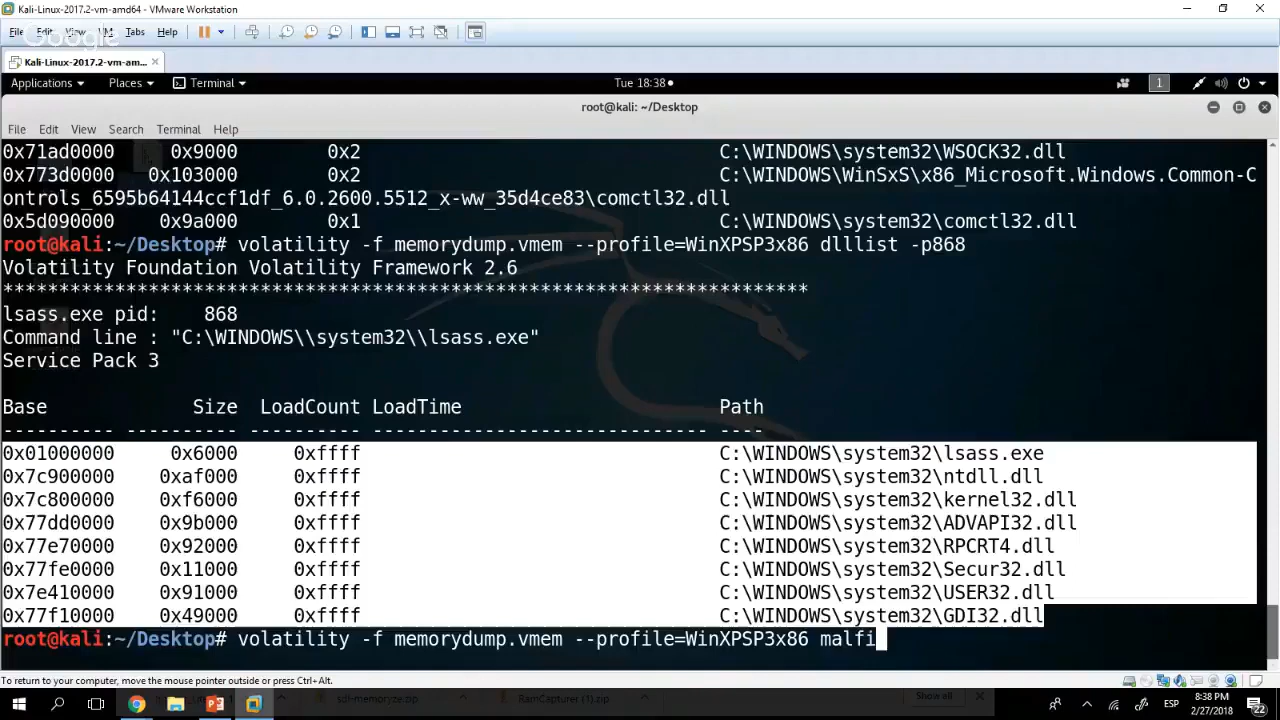 Kali-Linux-2017.2-vm-amd64 - VMware Workstation
File Edit View VM Tabs Help
Google
Kali-Linux-2017.2-vm-am...
Applications Places Terminal Tue 18:38 1
root@kali: ~/Desktop
File Edit View Search Terminal Help
0x71ad0000 0x9000 0x2 C:\WINDOWS\system32\WSOCK32.dll
0x773d0000 0x103000 0x2 C:\WINDOWS\WinSxS\x86_Microsoft.Windows.Common-C
ontrols_6595b64144ccf1df_6.0.2600.5512_x-ww_35d4ce83\comctl32.dll
0x5d090000 0x9a000 0x1 C:\WINDOWS\system32\comctl32.dll
root@kali:~/Desktop# volatility -f memorydump.vmem --profile=WinXPSP3x86 dlllist -p868
Volatility Foundation Volatility Framework 2.6
************************************************************************
lsass.exe pid: 868
Command line : "C:\WINDOWS\\system32\\lsass.exe"
Service Pack 3
Base Size LoadCount LoadTime Path
---------- ---------- ---------- ------------------------------ ----
0x01000000 0x6000 0xffff C:\WINDOWS\system32\lsass.exe
0x7c900000 0xaf000 0xffff C:\WINDOWS\system32\ntdll.dll
0x7c800000 0xf6000 0xffff C:\WINDOWS\system32\kernel32.dll
0x77dd0000 0x9b000 0xffff C:\WINDOWS\system32\ADVAPI32.dll
0x77e70000 0x92000 0xffff C:\WINDOWS\system32\RPCRT4.dll
0x77fe0000 0x11000 0xffff C:\WINDOWS\system32\Secur32.dll
0x7e410000 0x91000 0xffff C:\WINDOWS\system32\USER32.dll
0x77f10000 0x49000 0xffff C:\WINDOWS\system32\GDI32.dll
root@kali:~/Desktop# volatility -f memorydump.vmem --profile=WinXPSP3x86 malfi
To return to your computer, move the mouse pointer outside or press Ctrl+Alt.
RamCapturer (1).zip Show all
ESP 8:38 PM
2/27/2018 22